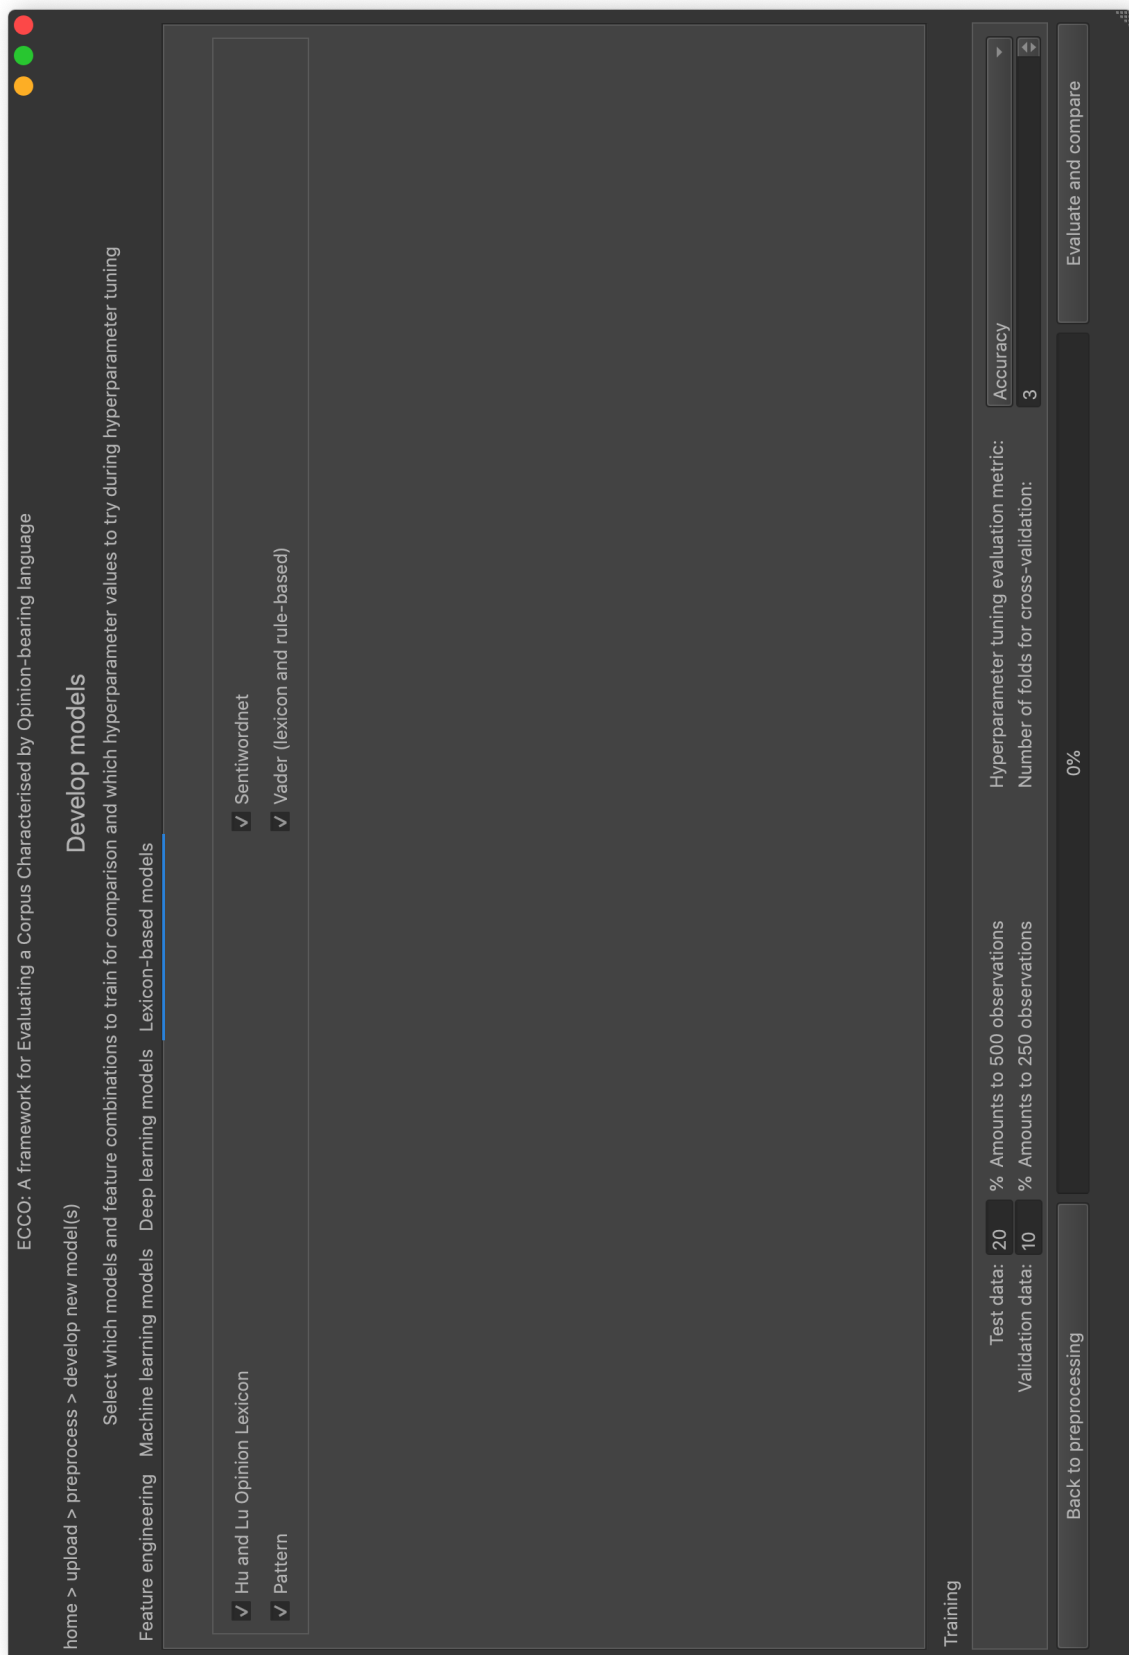 ECCO: A framework for Evaluating a Corpus Characterised by Opinion-bearing language
home > upload > preprocess > develop new model(s)
Develop models
Select which models and feature combinations to train for comparison and which hyperparameter values to try during hyperparameter tuning
Feature engineering Machine learning models Deep learning models Lexicon-based models
Hu and Lu Opinion Lexicon Sentiwordnet
Pattern Vader (lexicon and rule-based)
Training
Test data: 20 % Amounts to 500 observations Hyperparameter tuning evaluation metric: Accuracy
Validation data: 10 % Amounts to 250 observations Number of folds for cross-validation: 3
Back to preprocessing 0% Evaluate and compare